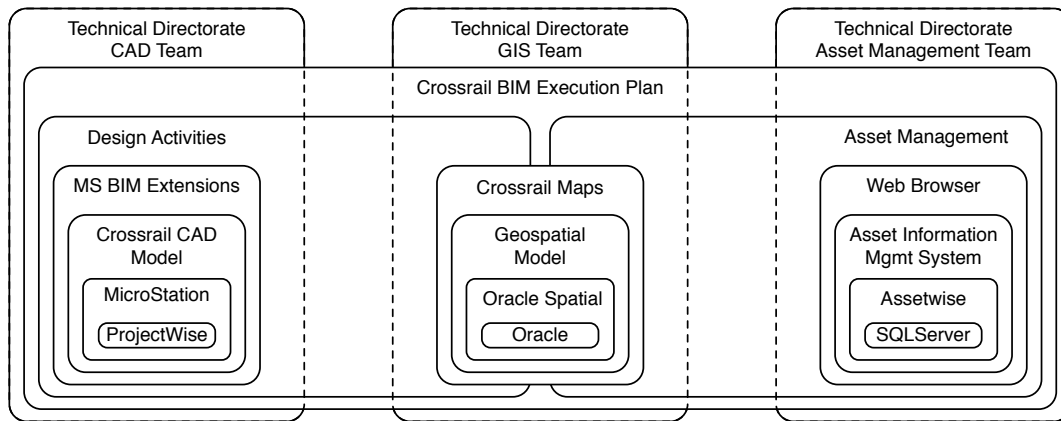 Technical Directorate
CAD Team
Technical Directorate
GIS Team
Technical Directorate
Asset Management Team
Crossrail BIM Execution Plan
Design Activities
Asset Management
MS BIM Extensions
Crossrail Maps
Web Browser
Crossrail CAD
Model
Geospatial
Model
Asset Information
Mgmt System
MicroStation
Oracle Spatial
Assetwise
ProjectWise
Oracle
SQLServer